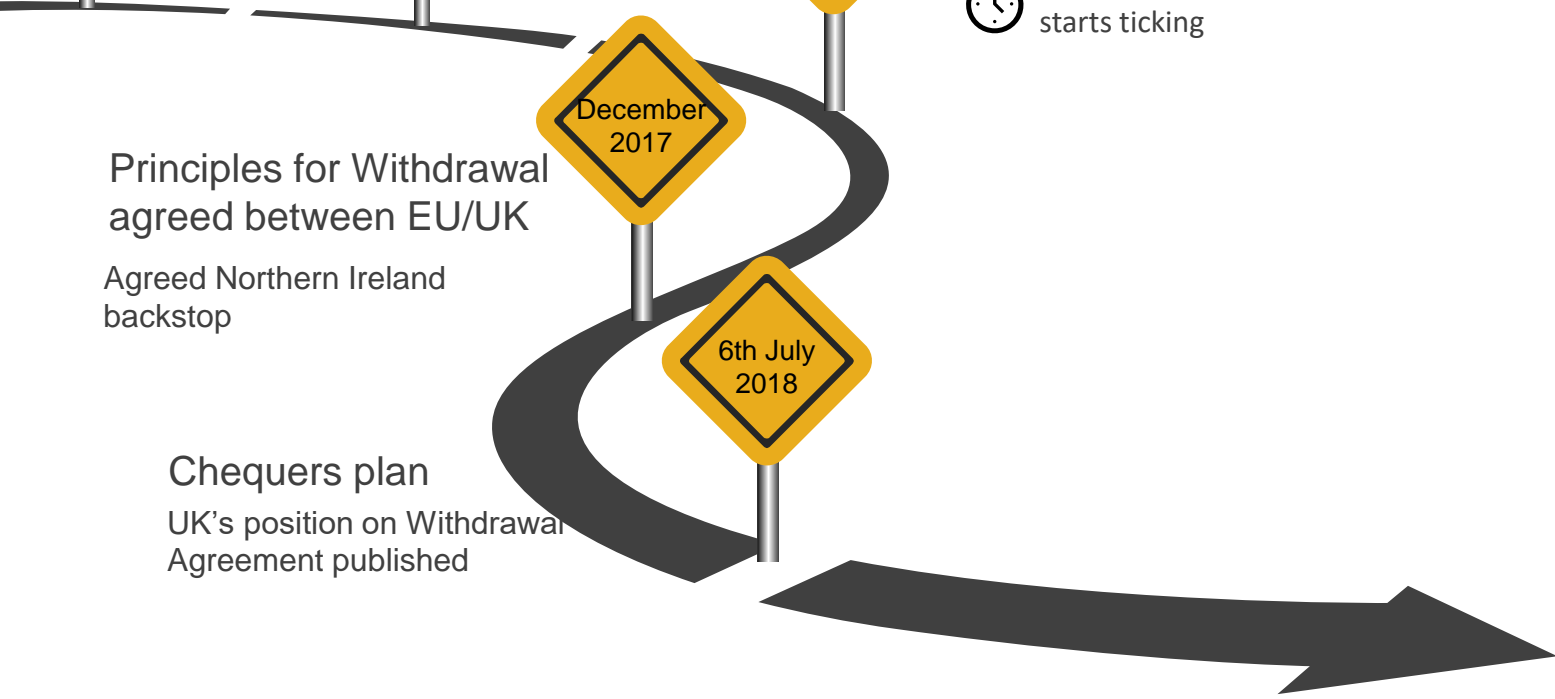 starts ticking
December
2017
Principles for Withdrawal
agreed between EU/UK
Agreed Northern Ireland
backstop
6th July
2018
Chequers plan
UK’s position on Withdrawal
Agreement published